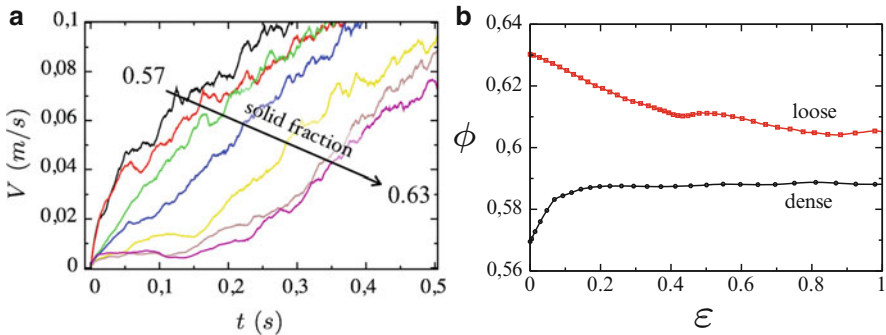 a
0,1
0,08
0,06
0,04
0,02
0
V (m/s)
0.57
solid fraction
0.63
0
0,1
0,2
0,3
0,4
0,5
t (s)
b
0,64
0,62
0,6
0,58
0,56
ϕ
loose
dense
0
0.2
0.4
0.6
0.8
1
ε